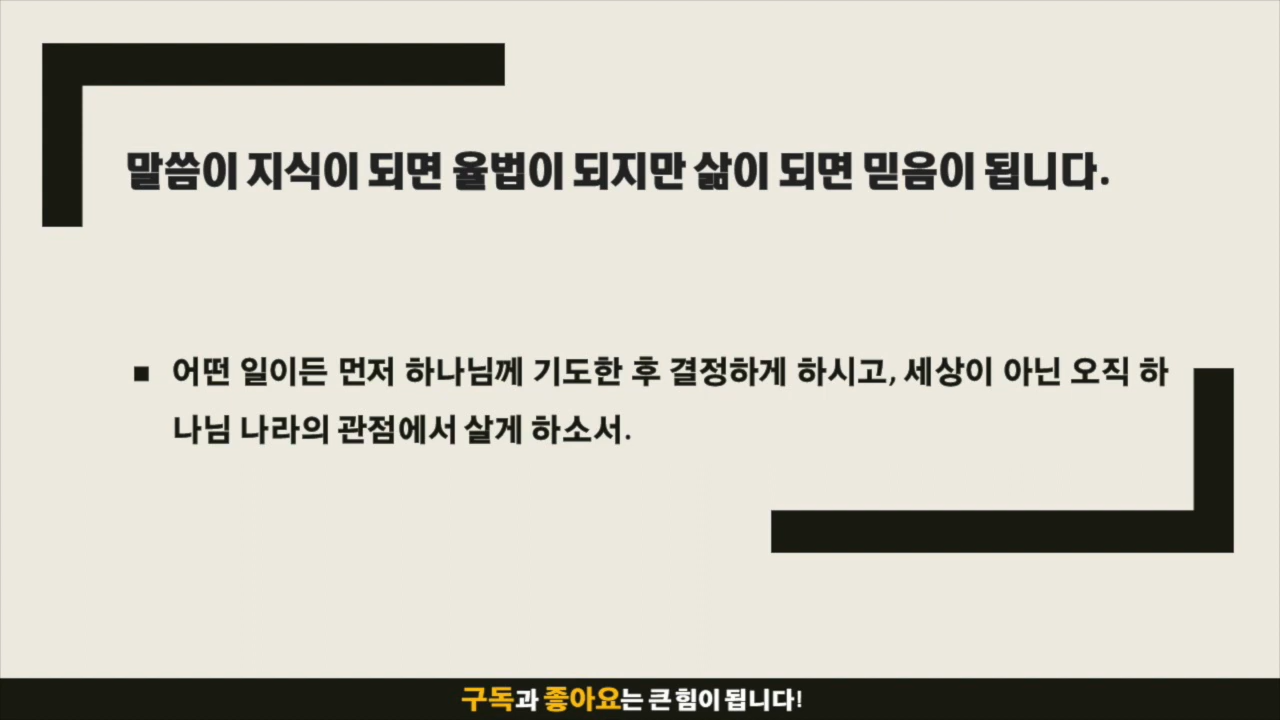 말씀이 지식이 되면 율법이 되지만 삶이 되면 믿음이 됩니다.
■ 어떤 일이든 먼저 하나님께 기도한 후 결정하게 하시고, 세상이 아닌 오직 하
나님 나라의 관점에서 살게 하소서.
구독과 좋아요는 큰 힘이 됩니다!